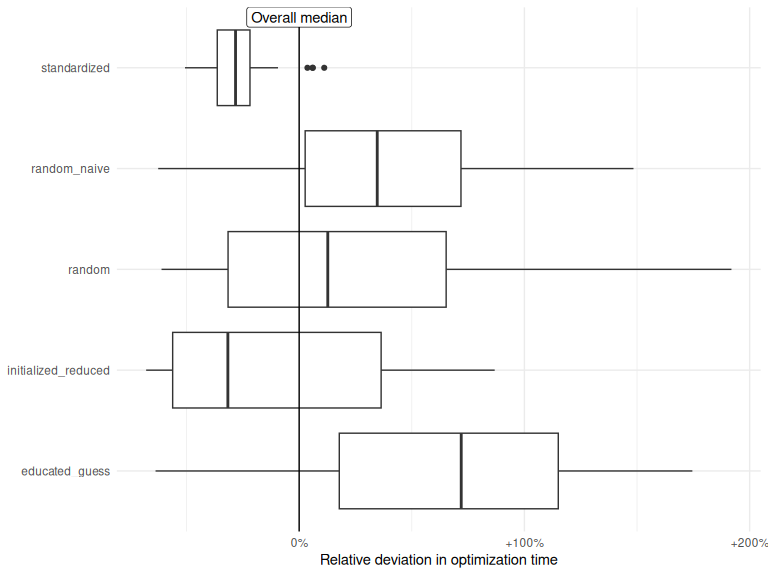 Overall median
standardized
random_naive
random
initialized_reduced
educated_guess
0%
+100%
+200%
Relative deviation in optimization time